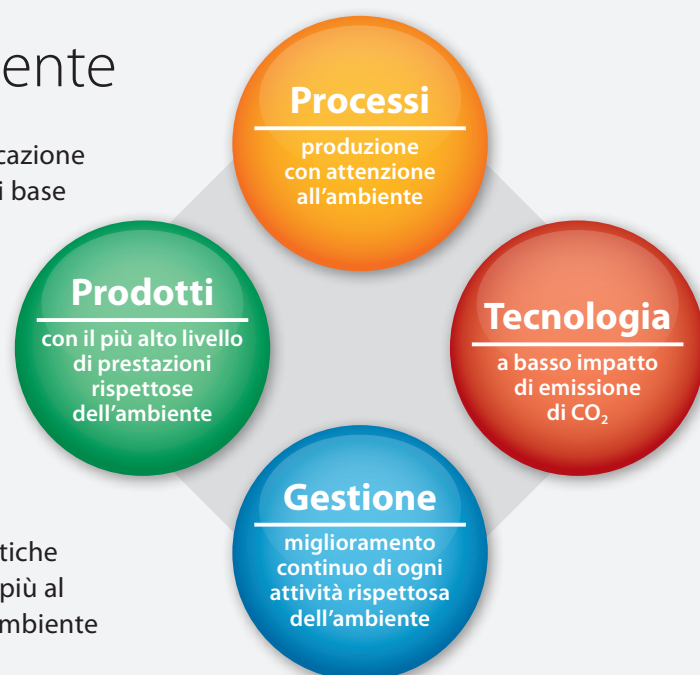 ente
cazione
i base
Processi
produzione
con attenzione
all'ambiente
Prodotti
con il più alto livello
di prestazioni
rispettose
dell'ambiente
Tecnologia
a basso impatto
di emissione
di CO₂
Gestione
miglioramento
continuo di ogni
attività rispettosa
dell'ambiente
tiche
più al
mbiente